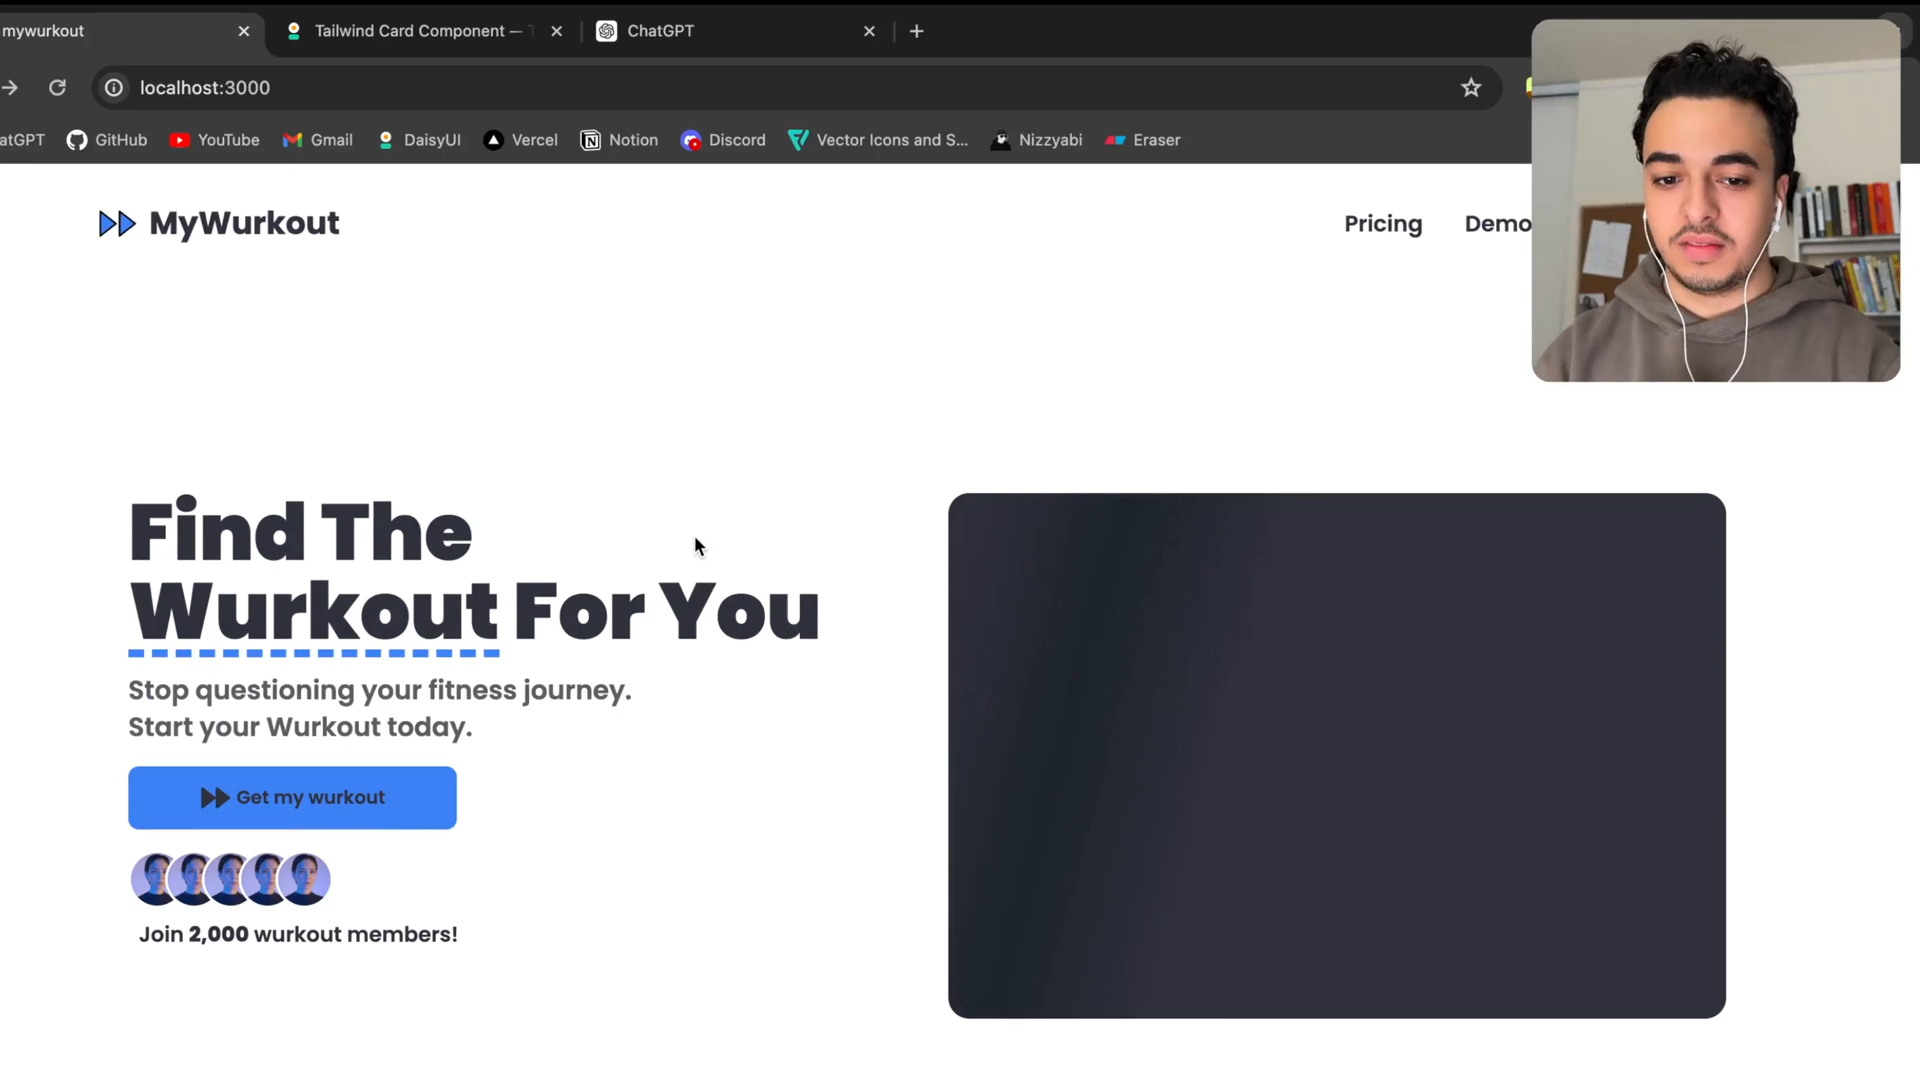 mywurkout
Tailwind Card Component —
ChatGPT
localhost:3000
atGPT
GitHub
YouTube
Gmail
DaisyUI
Vercel
Notion
Discord
Vector Icons and S...
Nizzyabi
Eraser
MyWurkout
Pricing
Demo
Find The
Wurkout For You
Stop questioning your fitness journey.
Start your Wurkout today.
Get my wurkout
Join 2,000 wurkout members!